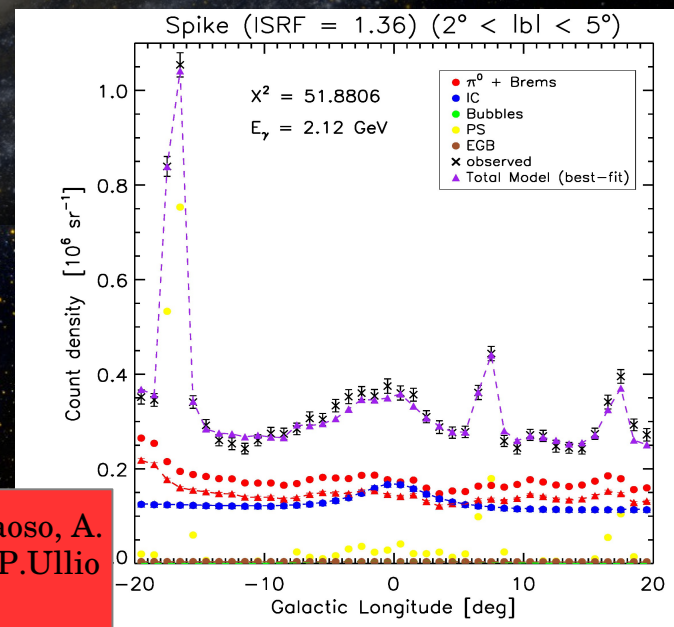 Spike (ISRF = 1.36) (2° < |b| < 5°)
Χ² = 51.8806
E_γ = 2.12 GeV
π⁰ + Brems
IC
Bubbles
PS
EGB
observed
Total Model (best-fit)
Count density [10⁶ sr⁻¹]
1.0
0.8
0.6
0.4
0.2
0
−20 −10 0 10 20
Galactic Longitude [deg]
A.
P.Ullio